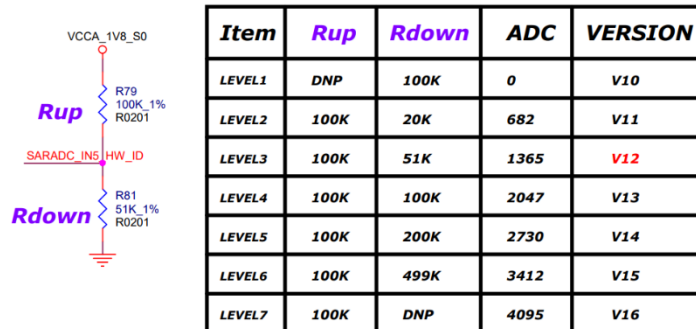 VCCA_1V8_S0
R79
100K_1%
R0201
Rup
SARADC_IN5_HW_ID
R81
51K_1%
R0201
Rdown
Item Rup Rdown ADC VERSION
LEVEL1 DNP 100K 0 V10
LEVEL2 100K 20K 682 V11
LEVEL3 100K 51K 1365 V12
LEVEL4 100K 100K 2047 V13
LEVEL5 100K 200K 2730 V14
LEVEL6 100K 499K 3412 V15
LEVEL7 100K DNP 4095 V16